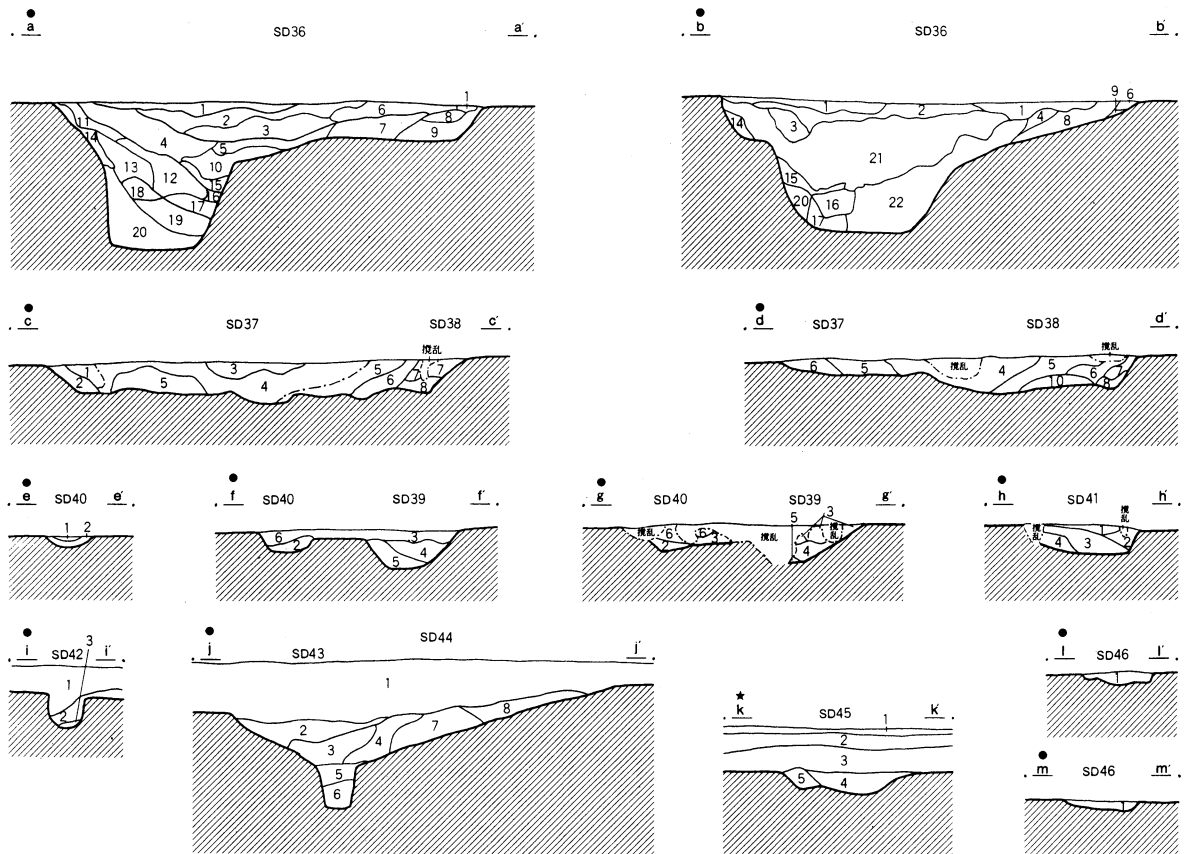 a SD36 a′
1 1 6 2 8 11 3 7 9 14 4 5 13 12 10 15 18 16 17 19 20
b SD36 b′
9 6 1 2 1 4 8 14 3 21 15 20 16 22 17
c SD37 SD38 c′
攪乱
1 3 5 7 7 2 5 4 6 8
d SD37 SD38 d′
攪乱
6 5 攪乱 4 5 6 10 8
e SD40 e′
1 2
f SD40 SD39 f′
6 2 3 4 5
g SD40 SD39 g′
5 3
攪乱 6 6 攪乱 攪乱 2 3 4
h SD41 h′
攪乱
攪乱 1 4 3 2
i SD42 i′
3
1
2
j SD43 SD44 j′
1
2 3 4 7 8
5
6
k SD45 k′
1
2
3
5 4
l SD46 l′
1
m SD46 m′
1